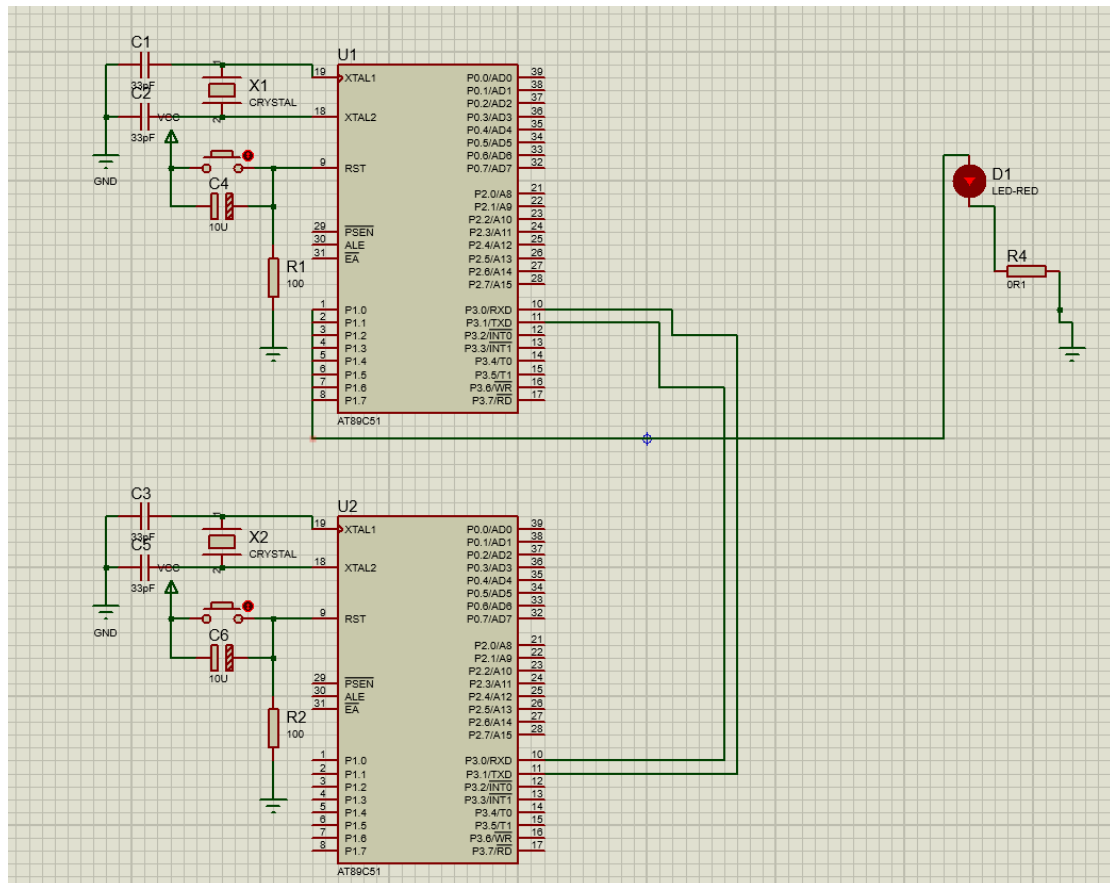 C1
33pF
C2
33pF
X1
CRYSTAL
1
2
VCC
GND
C4
10U
R1
100
U1
19 XTAL1
18 XTAL2
9 RST
29 PSEN
30 ALE
31 EA
1 P1.0
2 P1.1
3 P1.2
4 P1.3
5 P1.4
6 P1.5
7 P1.6
8 P1.7
P0.0/AD0 39
P0.1/AD1 38
P0.2/AD2 37
P0.3/AD3 36
P0.4/AD4 35
P0.5/AD5 34
P0.6/AD6 33
P0.7/AD7 32
P2.0/A8 21
P2.1/A9 22
P2.2/A10 23
P2.3/A11 24
P2.4/A12 25
P2.5/A13 26
P2.6/A14 27
P2.7/A15 28
P3.0/RXD 10
P3.1/TXD 11
P3.2/INT0 12
P3.3/INT1 13
P3.4/T0 14
P3.5/T1 15
P3.6/WR 16
P3.7/RD 17
AT89C51
D1
LED-RED
R4
0R1
C3
33pF
C5
33pF
X2
CRYSTAL
1
2
VCC
GND
C6
10U
R2
100
U2
19 XTAL1
18 XTAL2
9 RST
29 PSEN
30 ALE
31 EA
1 P1.0
2 P1.1
3 P1.2
4 P1.3
5 P1.4
6 P1.5
7 P1.6
8 P1.7
P0.0/AD0 39
P0.1/AD1 38
P0.2/AD2 37
P0.3/AD3 36
P0.4/AD4 35
P0.5/AD5 34
P0.6/AD6 33
P0.7/AD7 32
P2.0/A8 21
P2.1/A9 22
P2.2/A10 23
P2.3/A11 24
P2.4/A12 25
P2.5/A13 26
P2.6/A14 27
P2.7/A15 28
P3.0/RXD 10
P3.1/TXD 11
P3.2/INT0 12
P3.3/INT1 13
P3.4/T0 14
P3.5/T1 15
P3.6/WR 16
P3.7/RD 17
AT89C51